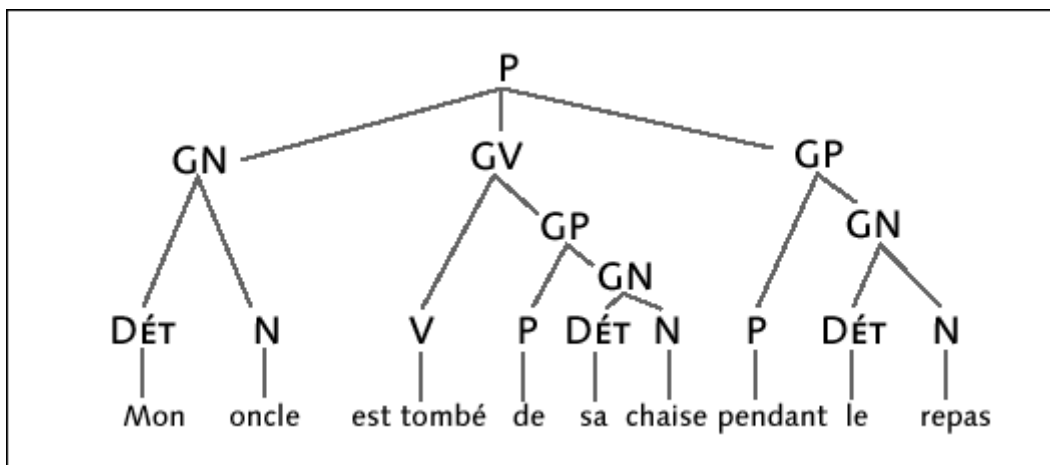 P
GN GV GP
GP GN
GN
DÉT N V P DÉT N P DÉT N
Mon oncle est tombé de sa chaise pendant le repas